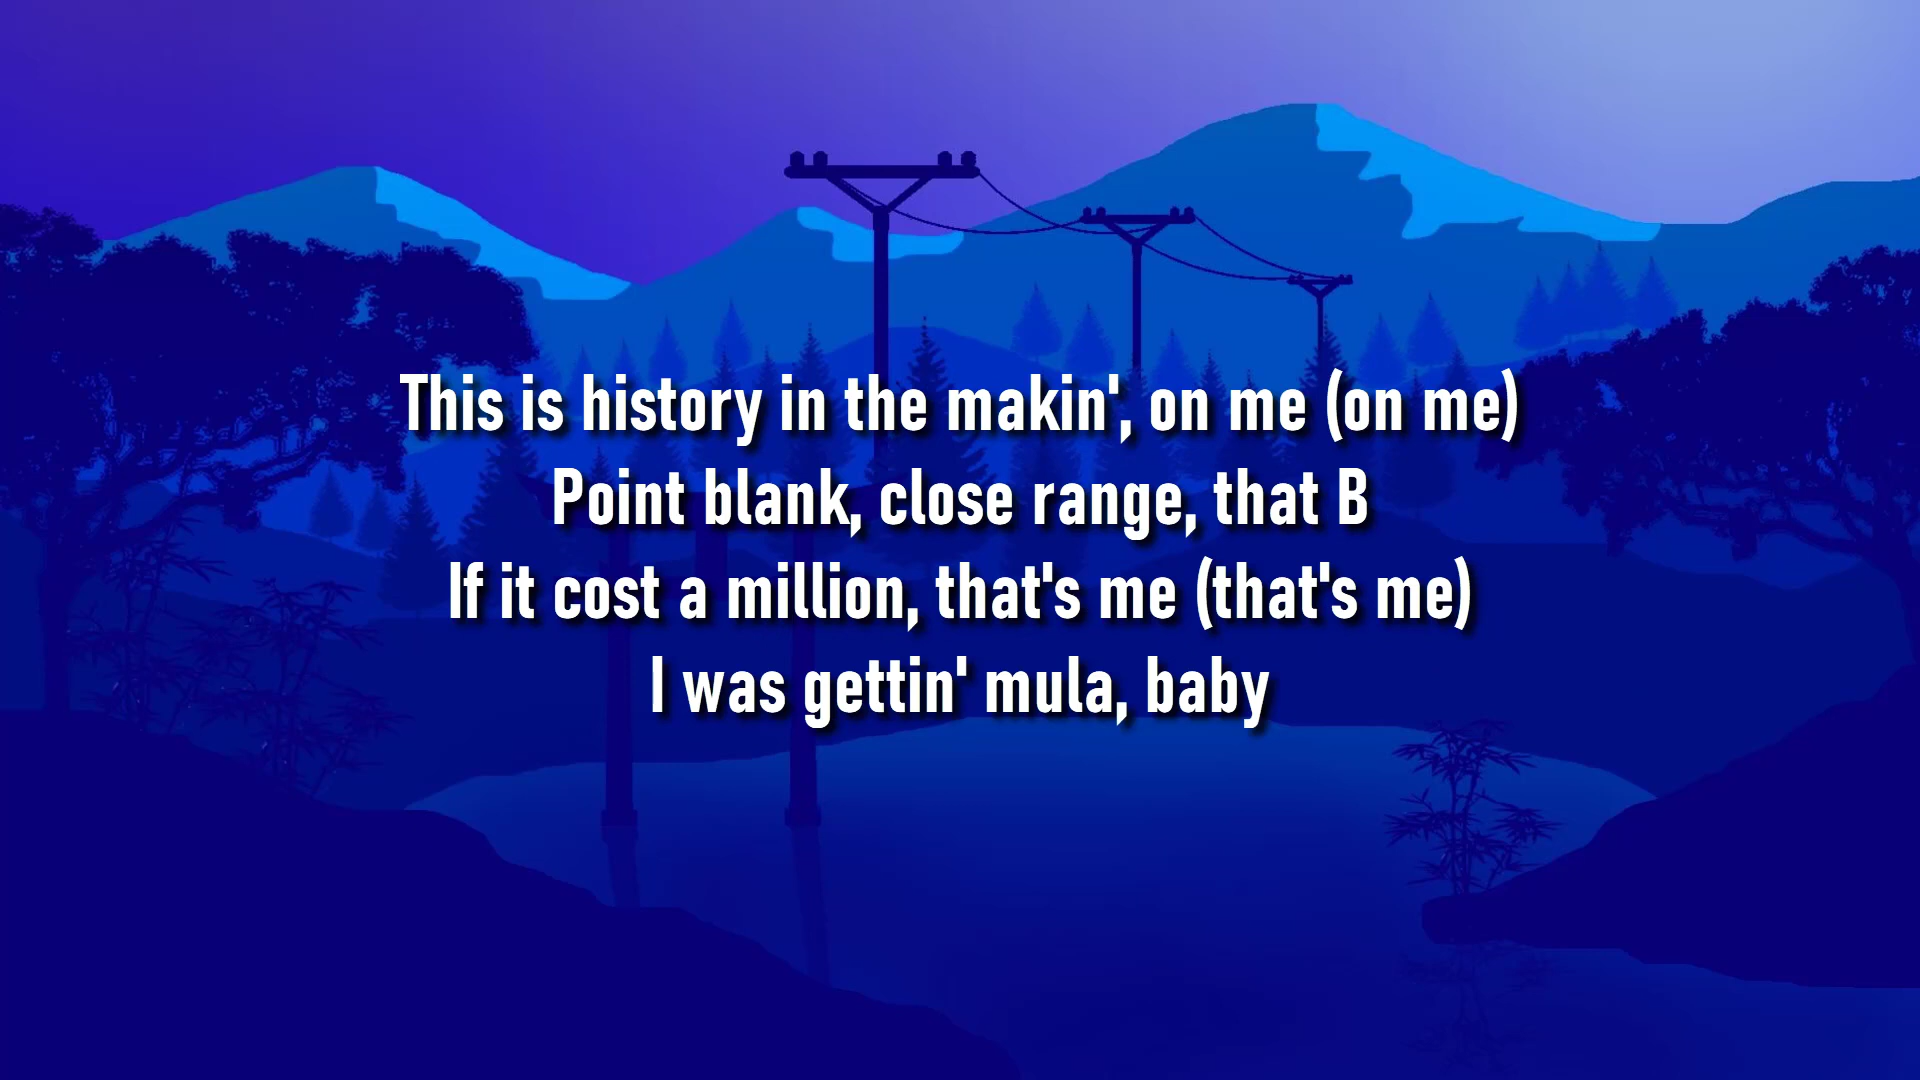 This is history in the makin', on me (on me)
Point blank, close range, that B
If it cost a million, that's me (that's me)
I was gettin' mula, baby